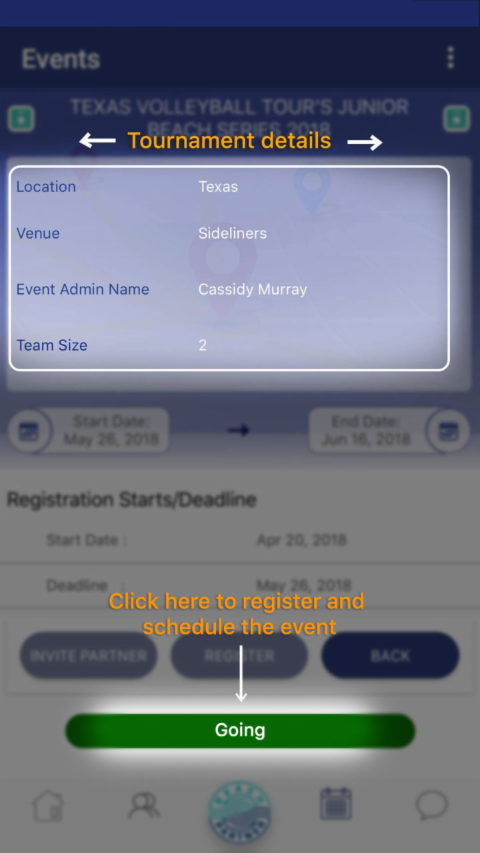 Events
TEXAS VOLLEYBALL TOUR'S JUNIOR
BEACH SERIES 2018
Tournament details
Location Texas
Venue Sideliners
Event Admin Name Cassidy Murray
Team Size 2
Start Date: End Date:
May 26, 2018 Jun 16, 2018
Registration Starts/Deadline
Start Date : Apr 20, 2018
Deadline : May 26, 2018
Click here to register and
schedule the event
INVITE PARTNER REGISTER BACK
Going
BEACH
PARTNER